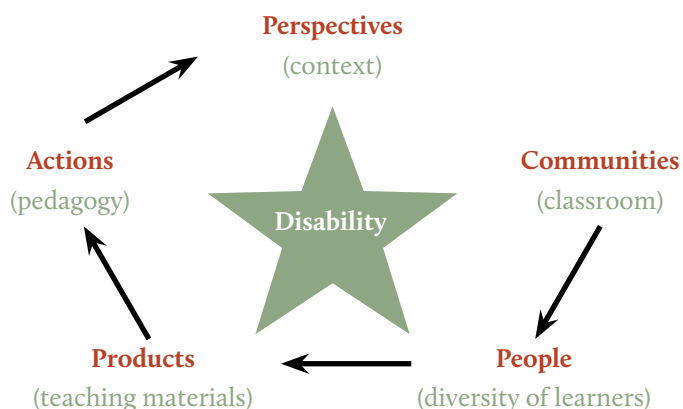 Perspectives
(context)
Actions
(pedagogy)
Communities
(classroom)
Disability
Products
(teaching materials)
People
(diversity of learners)